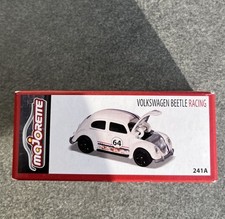 majORETTE
VOLKSWAGEN BEETLE RACING
64
241A